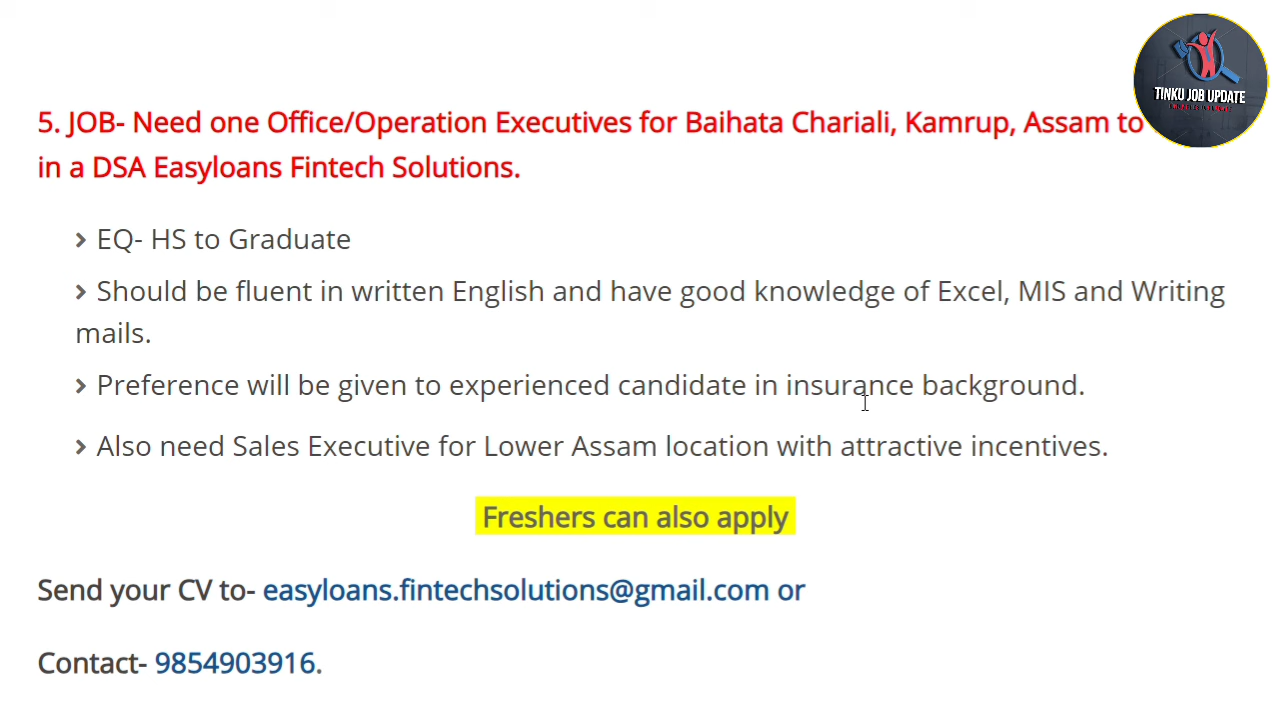 TINKU JOB UPDATE
5. JOB- Need one Office/Operation Executives for Baihata Chariali, Kamrup, Assam to
in a DSA Easyloans Fintech Solutions.
EQ- HS to Graduate
Should be fluent in written English and have good knowledge of Excel, MIS and Writing
mails.
Preference will be given to experienced candidate in insurance background.
Also need Sales Executive for Lower Assam location with attractive incentives.
Freshers can also apply
Send your CV to- easyloans.fintechsolutions@gmail.com or
Contact- 9854903916.